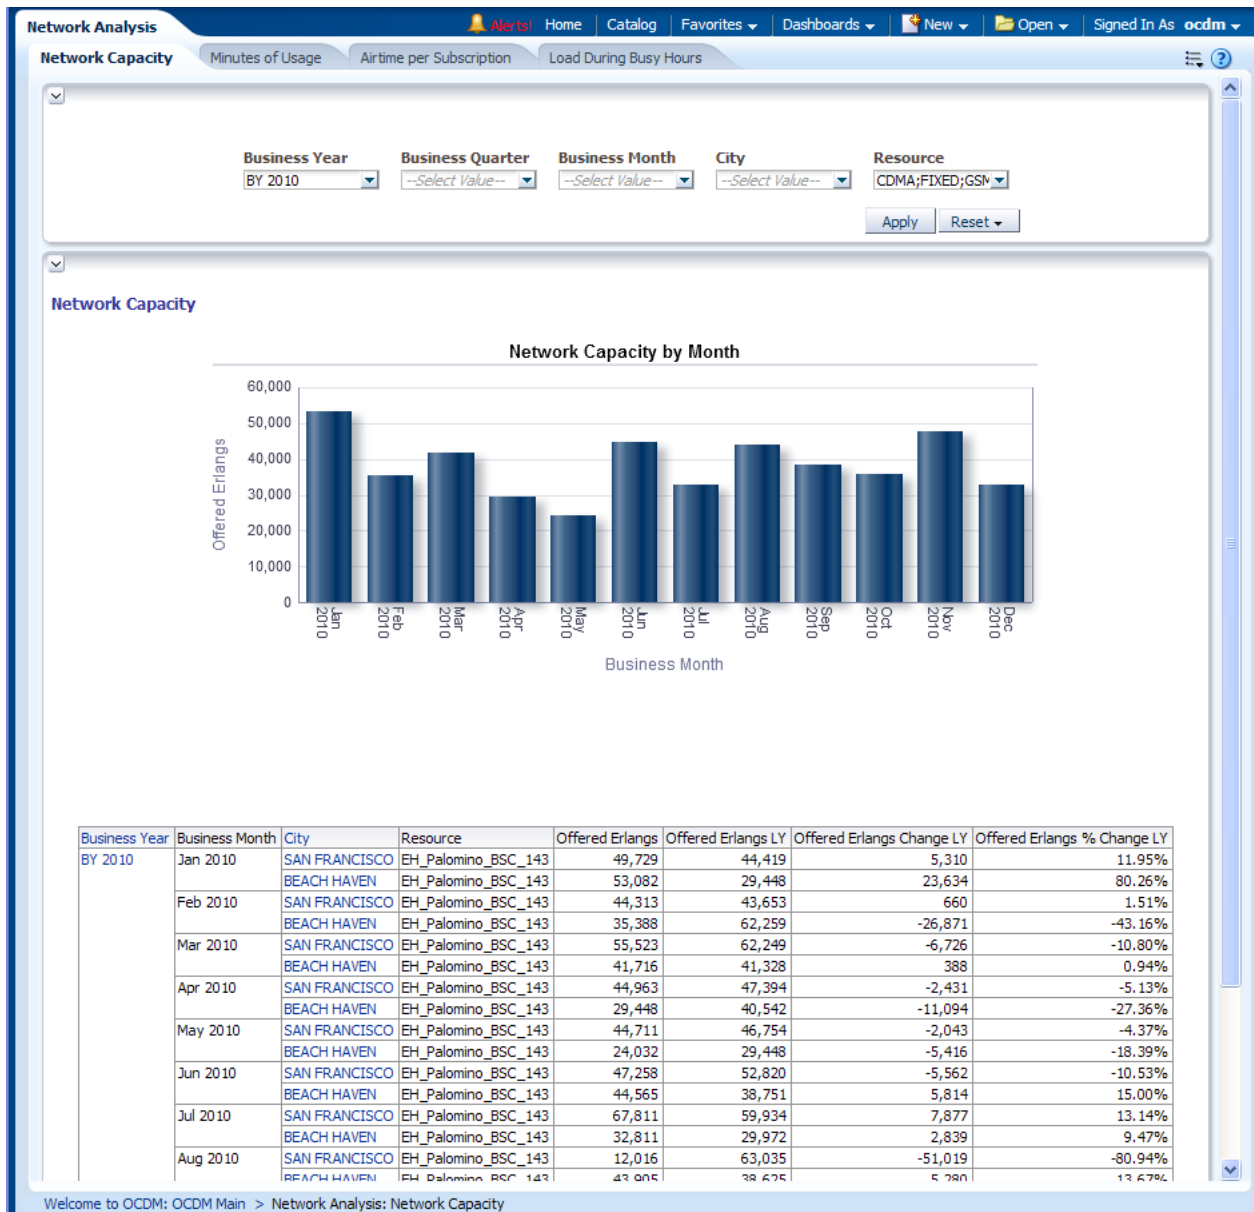 Network Analysis
Alerts! Home Catalog Favorites Dashboards New Open Signed In As ocdm
Network Capacity Minutes of Usage Airtime per Subscription Load During Busy Hours
Business Year Business Quarter Business Month City Resource
BY 2010 --Select Value-- --Select Value-- --Select Value-- CDMA;FIXED;GSM
Apply Reset
Network Capacity
Network Capacity by Month
60,000
50,000
40,000
30,000
20,000
10,000
0
Offered Erlangs
Jan 2010 Feb 2010 Mar 2010 Apr 2010 May 2010 Jun 2010 Jul 2010 Aug 2010 Sep 2010 Oct 2010 Nov 2010 Dec 2010
Business Month
Business Year Business Month City Resource Offered Erlangs Offered Erlangs LY Offered Erlangs Change LY Offered Erlangs % Change LY
BY 2010 Jan 2010 SAN FRANCISCO EH_Palomino_BSC_143 49,729 44,419 5,310 11.95%
BEACH HAVEN EH_Palomino_BSC_143 53,082 29,448 23,634 80.26%
Feb 2010 SAN FRANCISCO EH_Palomino_BSC_143 44,313 43,653 660 1.51%
BEACH HAVEN EH_Palomino_BSC_143 35,388 62,259 -26,871 -43.16%
Mar 2010 SAN FRANCISCO EH_Palomino_BSC_143 55,523 62,249 -6,726 -10.80%
BEACH HAVEN EH_Palomino_BSC_143 41,716 41,328 388 0.94%
Apr 2010 SAN FRANCISCO EH_Palomino_BSC_143 44,963 47,394 -2,431 -5.13%
BEACH HAVEN EH_Palomino_BSC_143 29,448 40,542 -11,094 -27.36%
May 2010 SAN FRANCISCO EH_Palomino_BSC_143 44,711 46,754 -2,043 -4.37%
BEACH HAVEN EH_Palomino_BSC_143 24,032 29,448 -5,416 -18.39%
Jun 2010 SAN FRANCISCO EH_Palomino_BSC_143 47,258 52,820 -5,562 -10.53%
BEACH HAVEN EH_Palomino_BSC_143 44,565 38,751 5,814 15.00%
Jul 2010 SAN FRANCISCO EH_Palomino_BSC_143 67,811 59,934 7,877 13.14%
BEACH HAVEN EH_Palomino_BSC_143 32,811 29,972 2,839 9.47%
Aug 2010 SAN FRANCISCO EH_Palomino_BSC_143 12,016 63,035 -51,019 -80.94%
BEACH HAVEN EH_Palomino_BSC_143 43,905 38,625 5,280 13.67%
Welcome to OCDM: OCDM Main > Network Analysis: Network Capacity